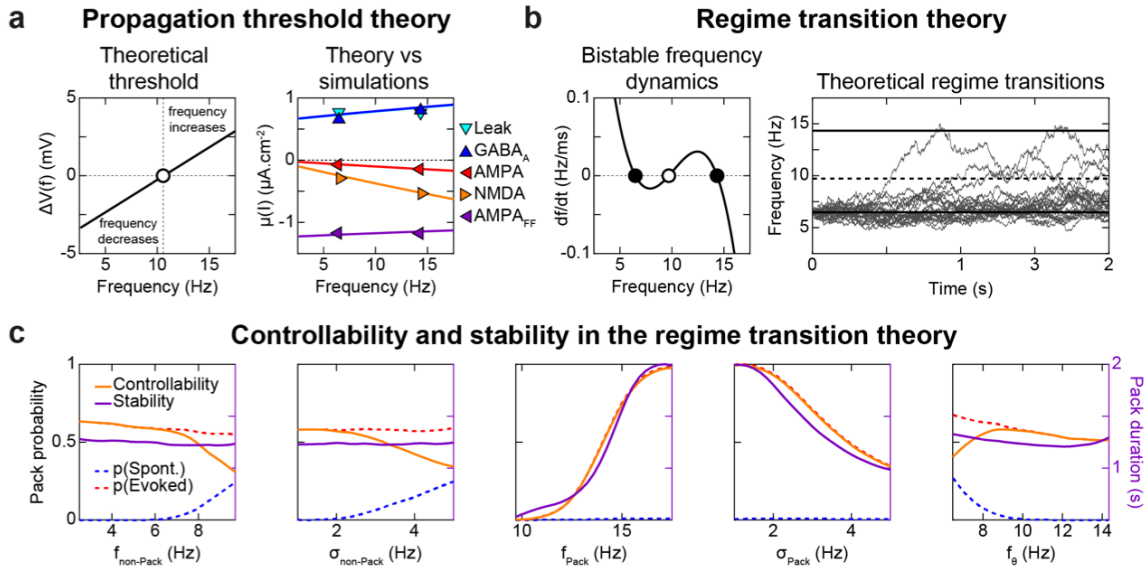 a
Propagation threshold theory
Theoretical
threshold
5
0
-5
ΔV(f) (mV)
frequency
increases
frequency
decreases
5
10
15
Frequency (Hz)
Theory vs
simulations
1
0
-1
μ(I) (μA.cm⁻²)
5
10
15
Frequency (Hz)
Leak
GABA_A
AMPA
NMDA
AMPA_FF
b
Regime transition theory
Bistable frequency
dynamics
0.1
0
-0.1
df/dt (Hz/ms)
5
10
15
Frequency (Hz)
Theoretical regime transitions
15
10
5
Frequency (Hz)
0
1
3
2
Time (s)
c
Controllability and stability in the regime transition theory
1
0.5
0
Pack probability
Controllability
Stability
p(Spont.)
p(Evoked)
4
6
8
f_non-Pack (Hz)
2
4
σ_non-Pack (Hz)
10
15
f_Pack (Hz)
2
4
σ_Pack (Hz)
8
10
12
14
f_θ (Hz)
2
1
0
Pack duration (s)